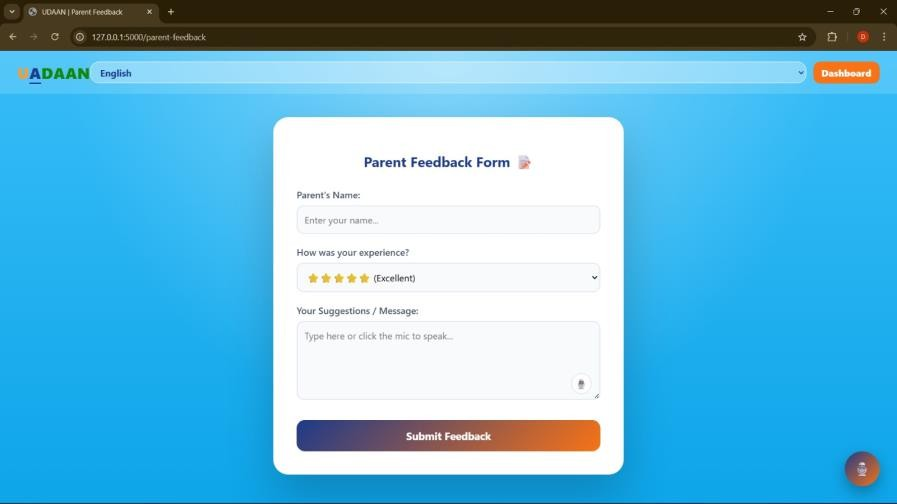 UDAAN | Parent Feedback
127.0.0.1:5000/parent-feedback
D
UADAAN
English
Dashboard
Parent Feedback Form
Parent's Name:
Enter your name...
How was your experience?
(Excellent)
Your Suggestions / Message:
Type here or click the mic to speak...
Submit Feedback